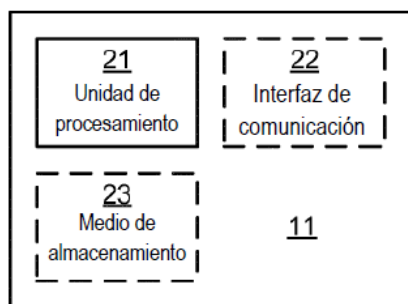 21
Unidad de
procesamiento
22
Interfaz de
comunicación
23
Medio de
almacenamiento
11